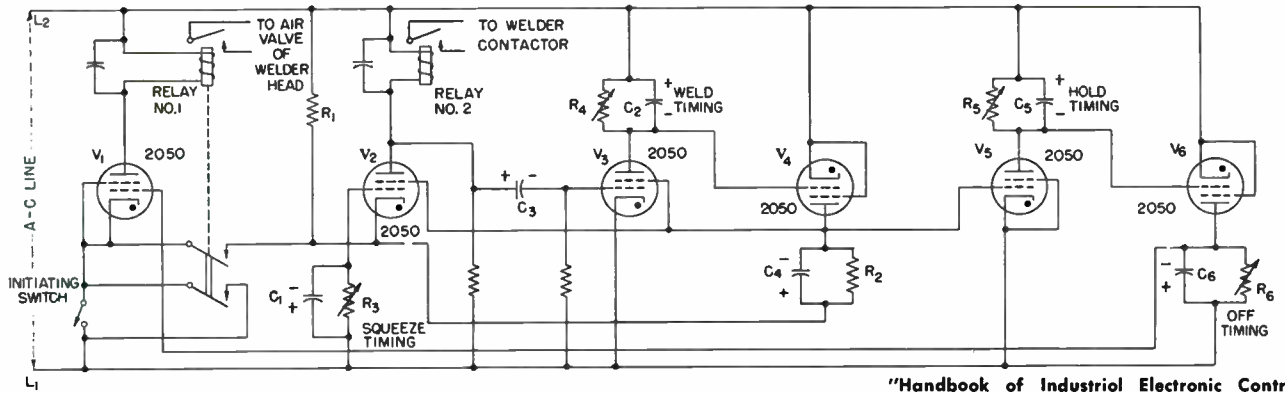 L2
TO AIR
VALVE
OF
WELDER
HEAD
RELAY
NO.1
TO WELDER
CONTACTOR
RELAY
NO. 2
R1
R4
C2
+
-
WELD
TIMING
R5
C5
+
-
HOLD
TIMING
A-C LINE
V1
2050
V2
2050
+
-
C3
V3
2050
V4
2050
V5
2050
V6
2050
INITIATING
SWITCH
C1
-
+
R3
SQUEEZE
TIMING
C4
-
+
R2
-
+
C6
R6
OFF
TIMING
L1
"Handbook of Industriol Electronic Contr